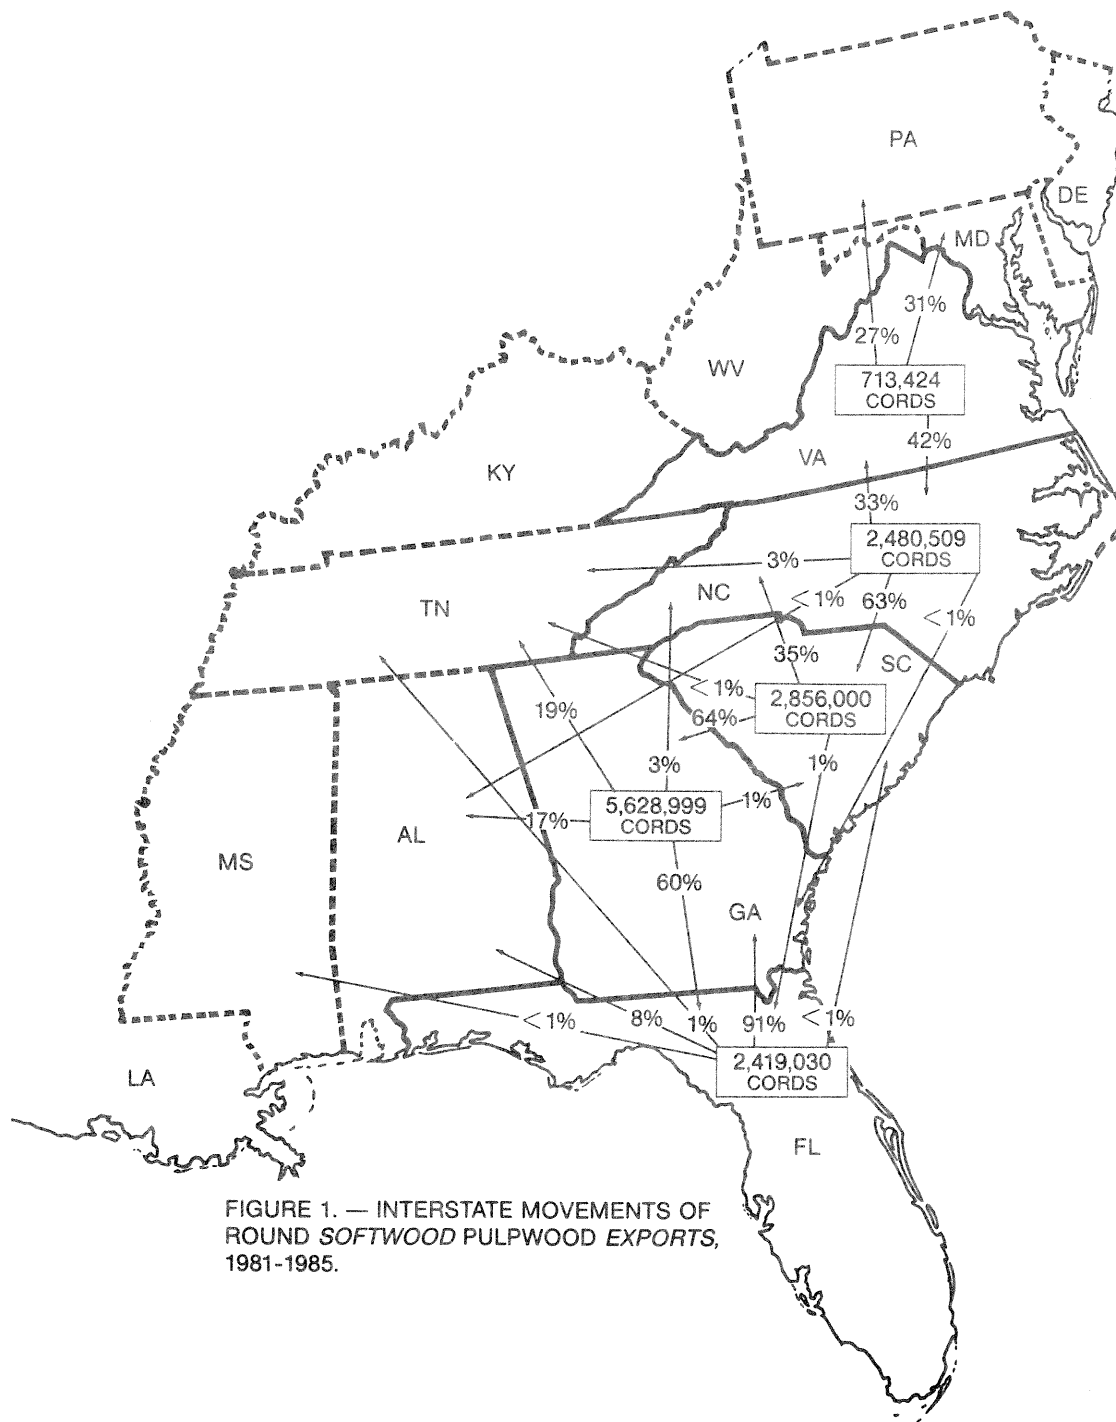 PA
DE
MD
31%
27%
WV
713,424
CORDS
42%
VA
KY
33%
2,480,509
CORDS
3%
NC
<1%
63%
<1%
TN
35%
SC
<1%
2,856,000
CORDS
19%
64%
3%
1%
1%
5,628,999
CORDS
17%
AL
MS
60%
GA
<1%
8%
1%
91%
<1%
2,419,030
CORDS
LA
FL
FIGURE 1. — INTERSTATE MOVEMENTS OF
ROUND SOFTWOOD PULPWOOD EXPORTS,
1981-1985.